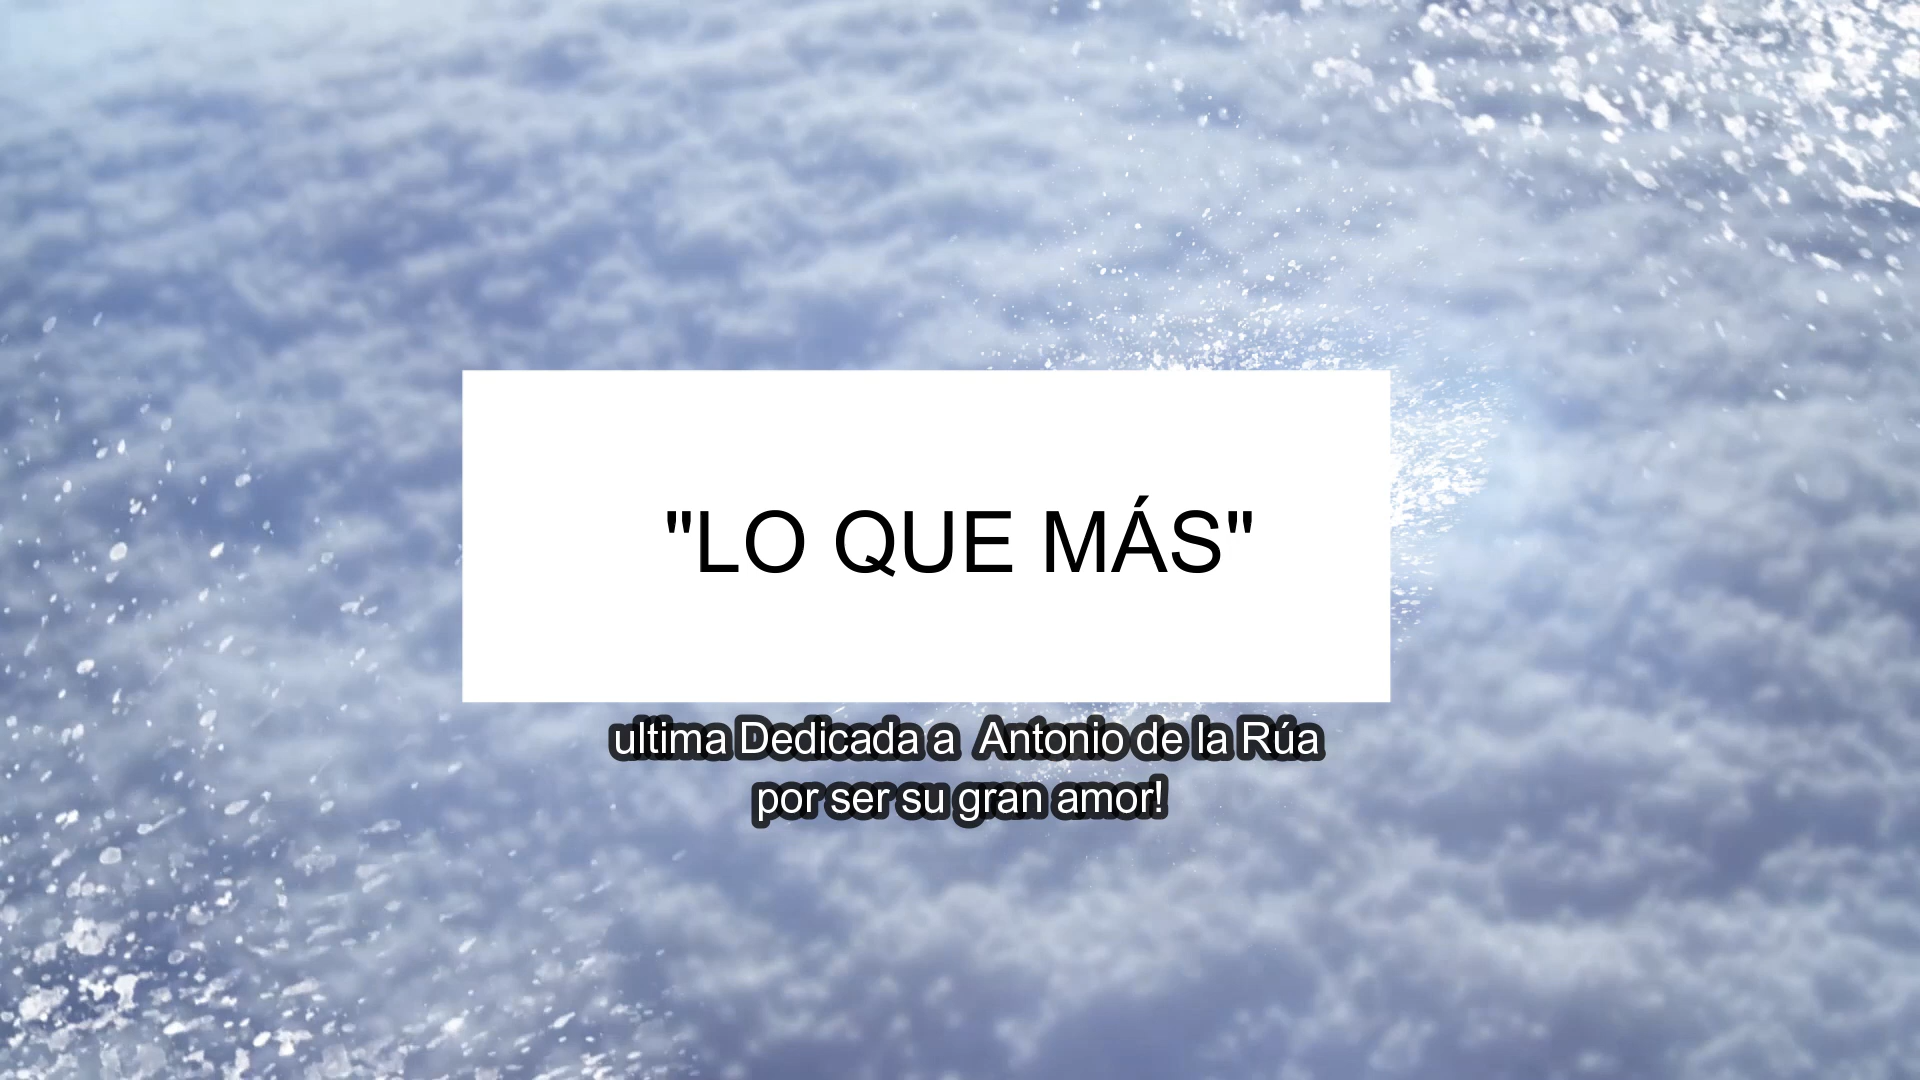 "LO QUE MÁS"
ultima Dedicada a Antonio de la Rúa
por ser su gran amor!